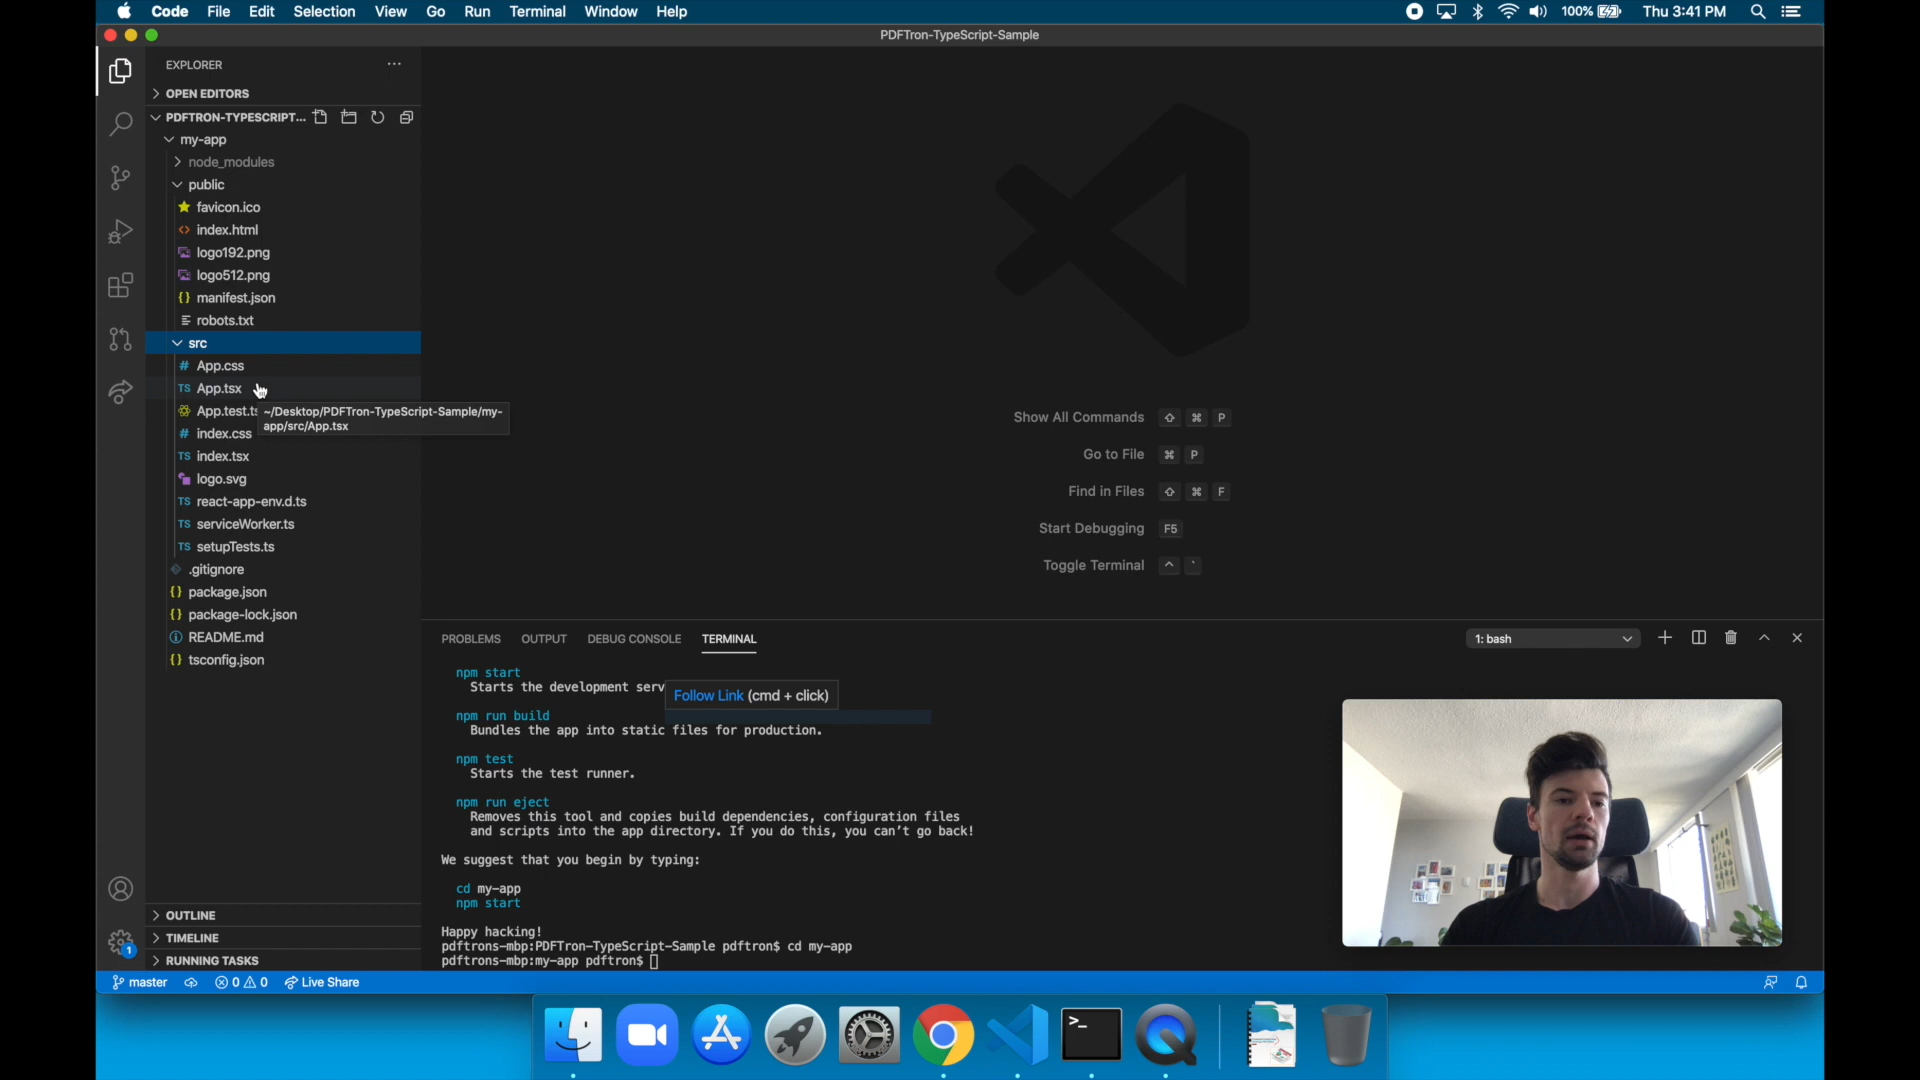 Code File Edit Selection View Go Run Terminal Window Help
100% Thu 3:41 PM
PDFTron-TypeScript-Sample
EXPLORER
OPEN EDITORS
PDFTRON-TYPESCRIPT...
my-app
node_modules
public
favicon.ico
<> index.html
logo192.png
logo512.png
{} manifest.json
robots.txt
src
# App.css
TS App.tsx
App.test.ts
~/Desktop/PDFTron-TypeScript-Sample/my-
app/src/App.tsx
# index.css
TS index.tsx
logo.svg
TS react-app-env.d.ts
TS serviceWorker.ts
TS setupTests.ts
.gitignore
{} package.json
{} package-lock.json
README.md
{} tsconfig.json
OUTLINE
TIMELINE
RUNNING TASKS
1
Show All Commands ⇧ ⌘ P
Go to File ⌘ P
Find in Files ⇧ ⌘ F
Start Debugging F5
Toggle Terminal ^ `
PROBLEMS OUTPUT DEBUG CONSOLE TERMINAL
1: bash
npm start
Starts the development serv
Follow Link (cmd + click)
npm run build
Bundles the app into static files for production.
npm test
Starts the test runner.
npm run eject
Removes this tool and copies build dependencies, configuration files
and scripts into the app directory. If you do this, you can't go back!
We suggest that you begin by typing:
cd my-app
npm start
Happy hacking!
pdftrons-mbp:PDFTron-TypeScript-Sample pdftron$ cd my-app
pdftrons-mbp:my-app pdftron$
master 0 0 Live Share
>_